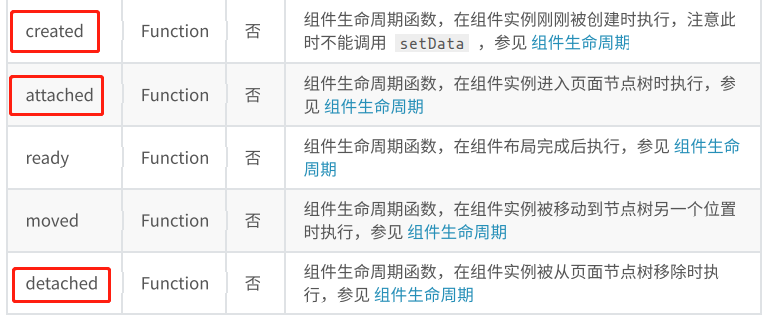 created Function 否 组件生命周期函数，在组件实例刚刚被创建时执行，注意此
时不能调用 setData ，参见 组件生命周期
attached Function 否 组件生命周期函数，在组件实例进入页面节点树时执行，参
见 组件生命周期
ready Function 否 组件生命周期函数，在组件布局完成后执行，参见 组件生命
周期
moved Function 否 组件生命周期函数，在组件实例被移动到节点树另一个位置
时执行，参见 组件生命周期
detached Function 否 组件生命周期函数，在组件实例被从页面节点树移除时执
行，参见 组件生命周期